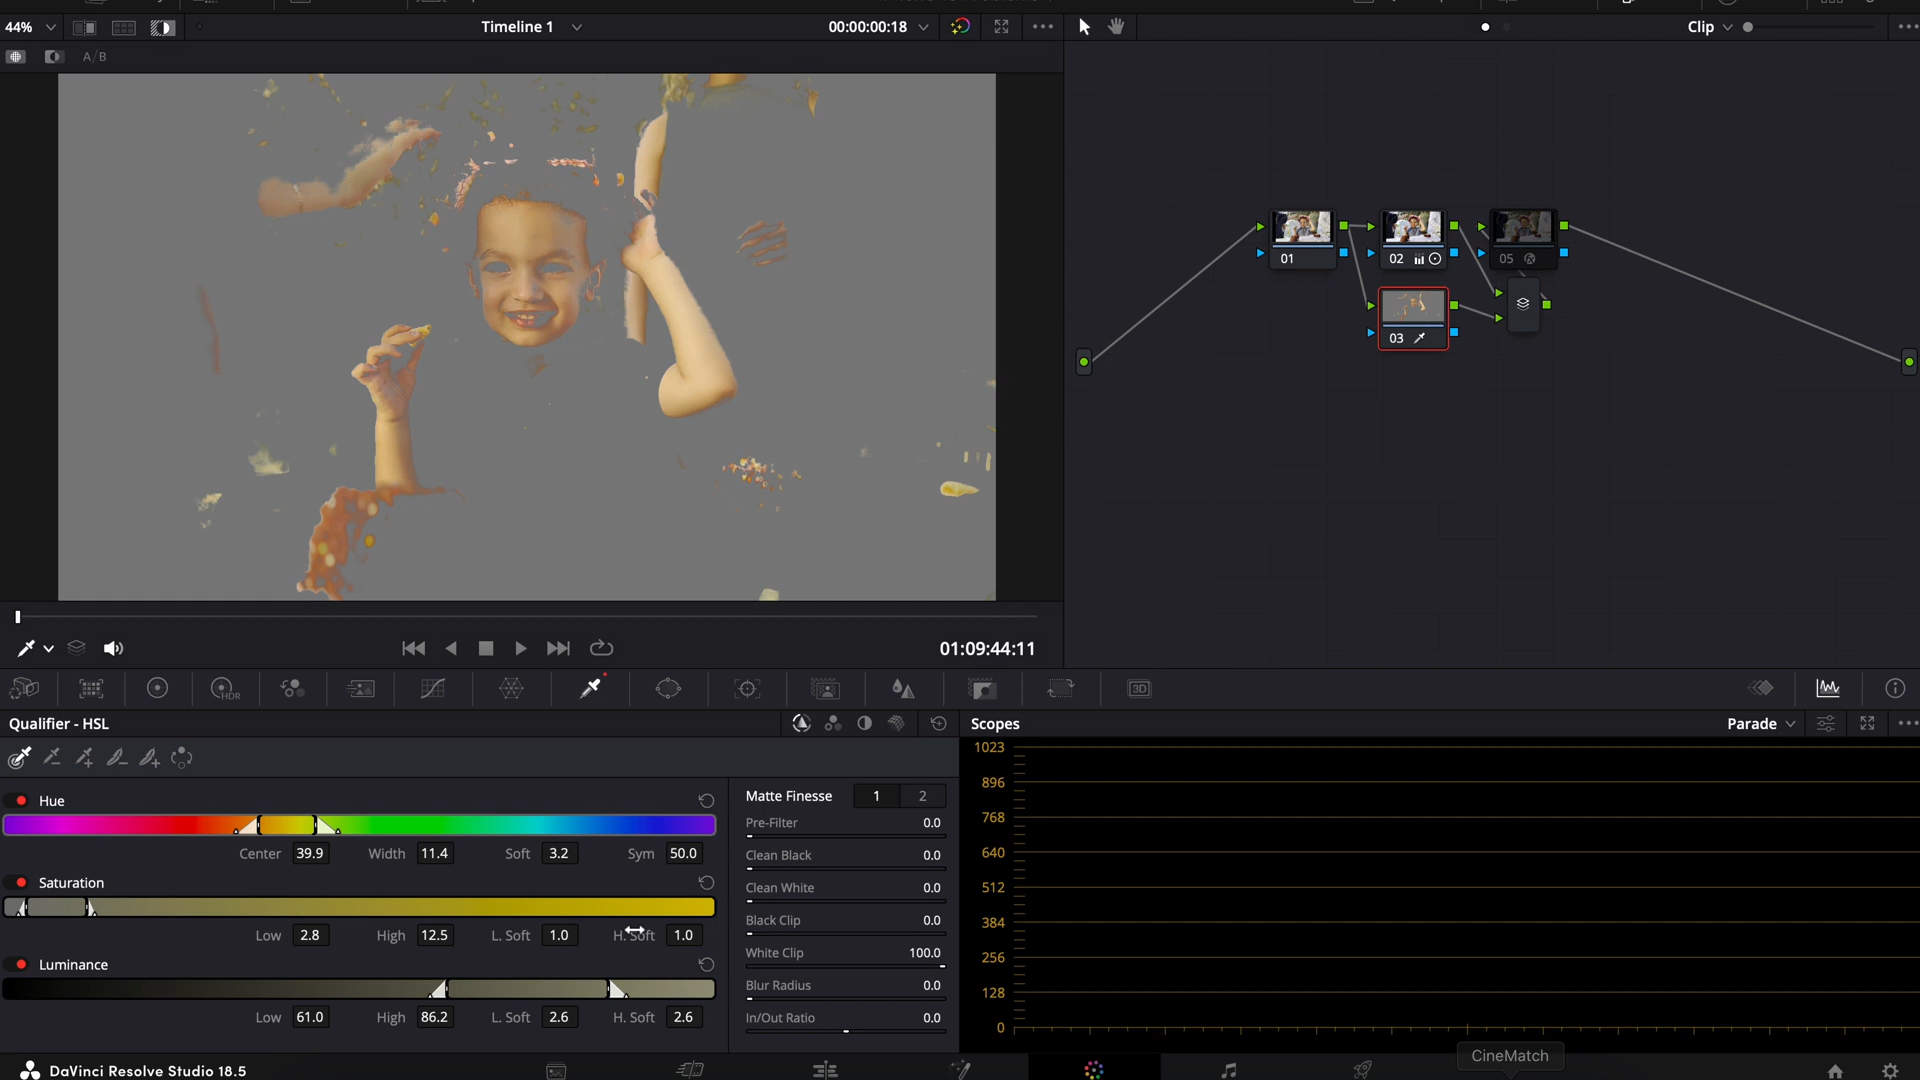 44%
Timeline 1
00:00:00:18
Clip
A/B
01
02
05
03
01:09:44:11
HDR
3D
Qualifier - HSL
Scopes
Parade
Hue
Center 39.9 Width 11.4 Soft 3.2 Sym 50.0
Saturation
Low 2.8 High 12.5 L. Soft 1.0 H. Soft 1.0
Luminance
Low 61.0 High 86.2 L. Soft 2.6 H. Soft 2.6
Matte Finesse 1 2
Pre-Filter 0.0
Clean Black 0.0
Clean White 0.0
Black Clip 0.0
White Clip 100.0
Blur Radius 0.0
In/Out Ratio 0.0
1023
896
768
640
512
384
256
128
0
CineMatch
DaVinci Resolve Studio 18.5